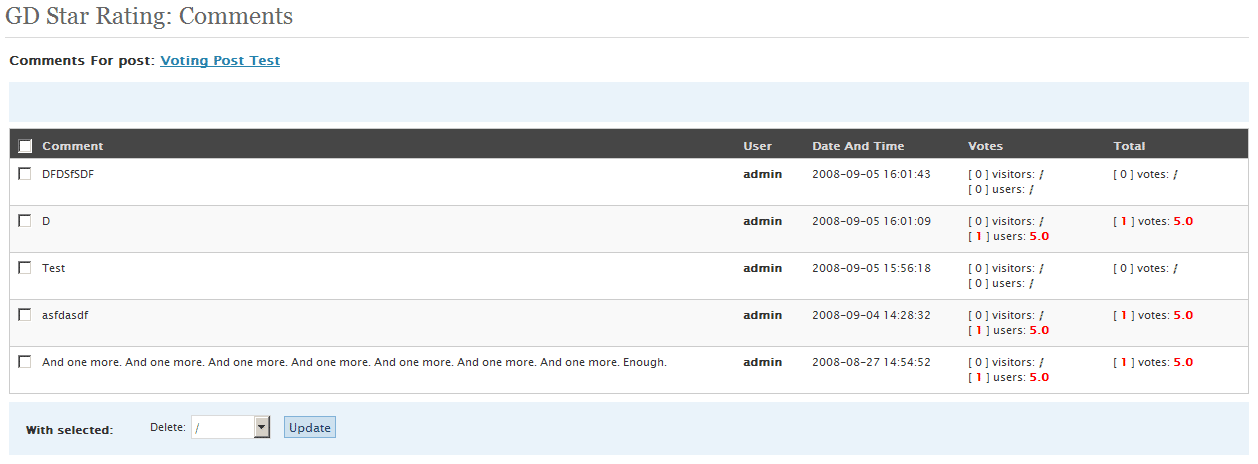 GD Star Rating: Comments
Comments For post: Voting Post Test
Comment User Date And Time Votes Total
DFDSfSDF admin 2008-09-05 16:01:43 [ 0 ] visitors: / [ 0 ] votes: /
[ 0 ] users: /
D admin 2008-09-05 16:01:09 [ 0 ] visitors: / [ 1 ] votes: 5.0
[ 1 ] users: 5.0
Test admin 2008-09-05 15:56:18 [ 0 ] visitors: / [ 0 ] votes: /
[ 0 ] users: /
asfdasdf admin 2008-09-04 14:28:32 [ 0 ] visitors: / [ 1 ] votes: 5.0
[ 1 ] users: 5.0
And one more. And one more. And one more. And one more. And one more. And one more. And one more. Enough. admin 2008-08-27 14:54:52 [ 0 ] visitors: / [ 1 ] votes: 5.0
[ 1 ] users: 5.0
With selected: Delete: / Update